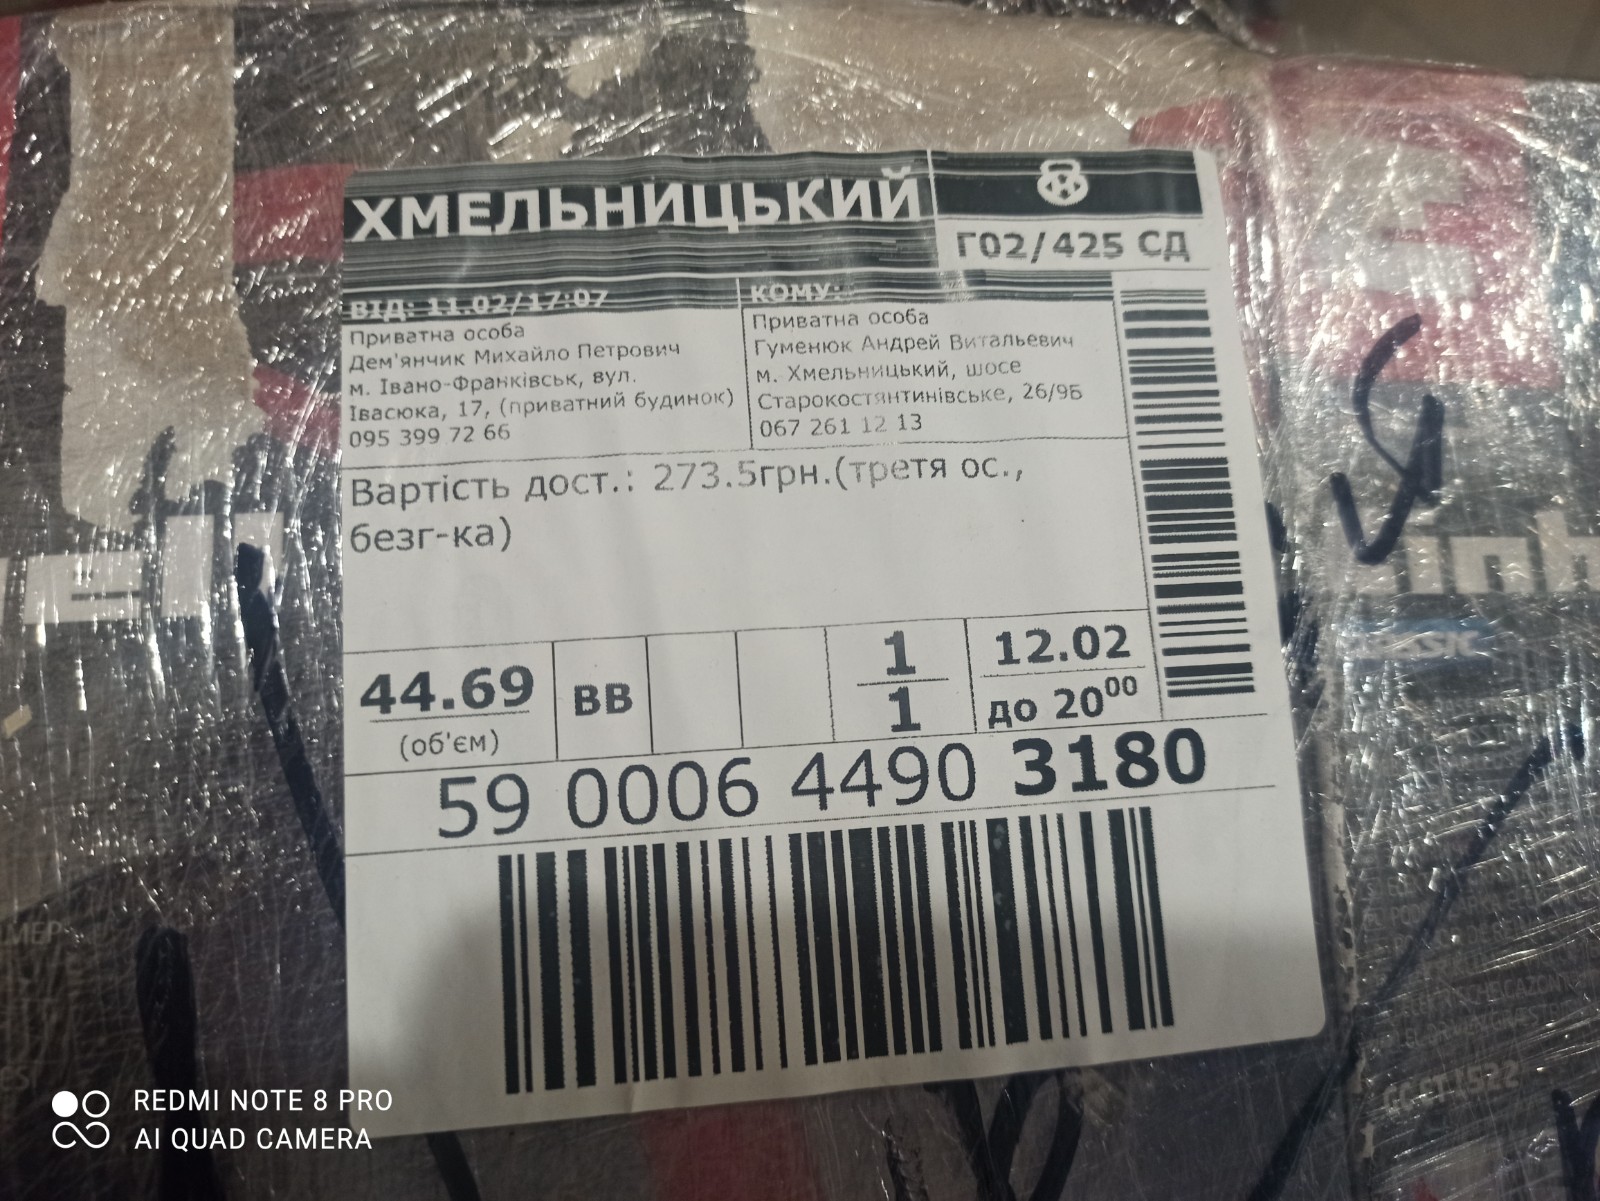 ХМЕЛЬНИЦЬКИЙ
Г02/425 СД
ВІД: 11.02/17:07
Приватна особа
Дем'янчик Михайло Петрович
м. Івано-Франківськ, вул.
Івасюка, 17, (приватний будинок)
095 399 72 66
КОМУ:
Приватна особа
Гуменюк Андрей Витальевич
м. Хмельницький, шосе
Старокостянтинівське, 26/9Б
067 261 12 13
Вартість дост.: 273.5грн.(третя ос.,
безг-ка)
44.69
(об'єм)
ВВ
1
1
12.02
до 20⁰⁰
59 0006 4490 3180
REDMI NOTE 8 PRO
AI QUAD CAMERA